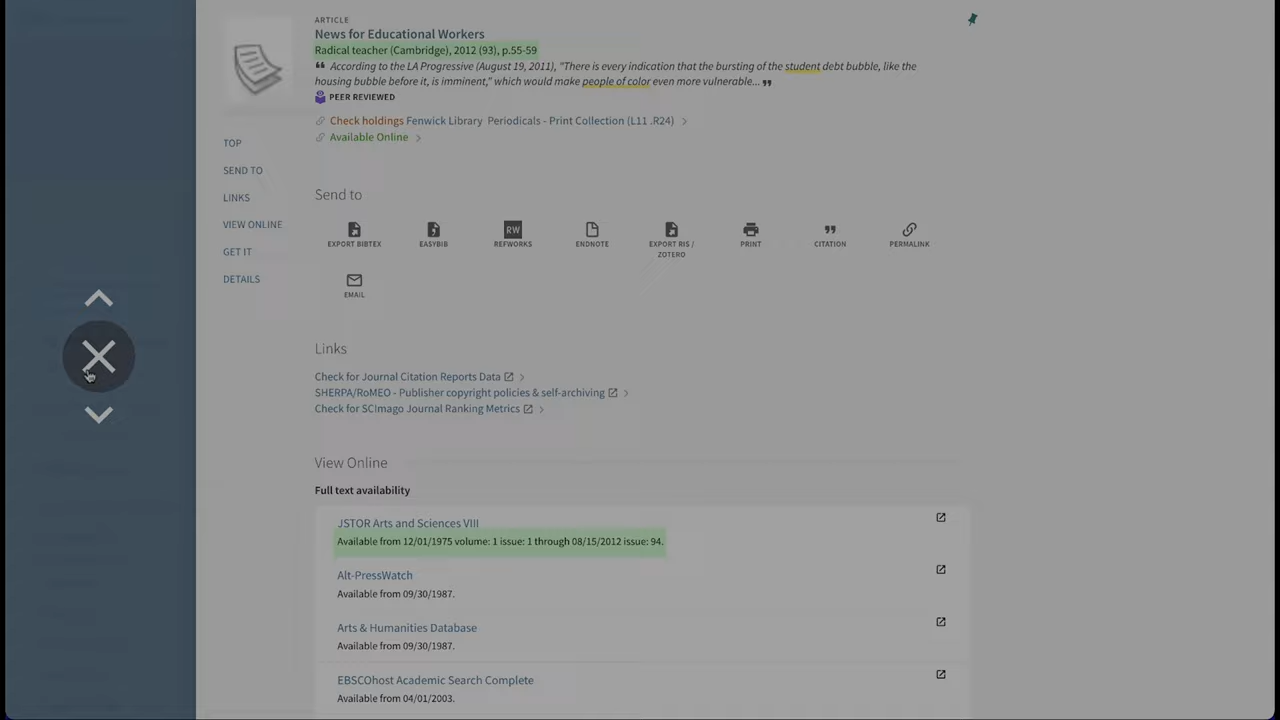 ARTICLE
News for Educational Workers
Radical teacher (Cambridge), 2012 (93), p.55-59
❝ According to the LA Progressive (August 19, 2011), "There is every indication that the bursting of the student debt bubble, like the
housing bubble before it, is imminent," which would make people of color even more vulnerable... ❞
PEER REVIEWED
Check holdings Fenwick Library Periodicals - Print Collection (L11 .R24)
Available Online
TOP
SEND TO
LINKS
VIEW ONLINE
GET IT
DETAILS
Send to
EXPORT BIBTEX
EASYBIB
RW
REFWORKS
ENDNOTE
EXPORT RIS /
ZOTERO
PRINT
CITATION
PERMALINK
EMAIL
Links
Check for Journal Citation Reports Data
SHERPA/RoMEO - Publisher copyright policies & self-archiving
Check for SCImago Journal Ranking Metrics
View Online
Full text availability
JSTOR Arts and Sciences VIII
Available from 12/01/1975 volume: 1 issue: 1 through 08/15/2012 issue: 94.
Alt-PressWatch
Available from 09/30/1987.
Arts & Humanities Database
Available from 09/30/1987.
EBSCOhost Academic Search Complete
Available from 04/01/2003.